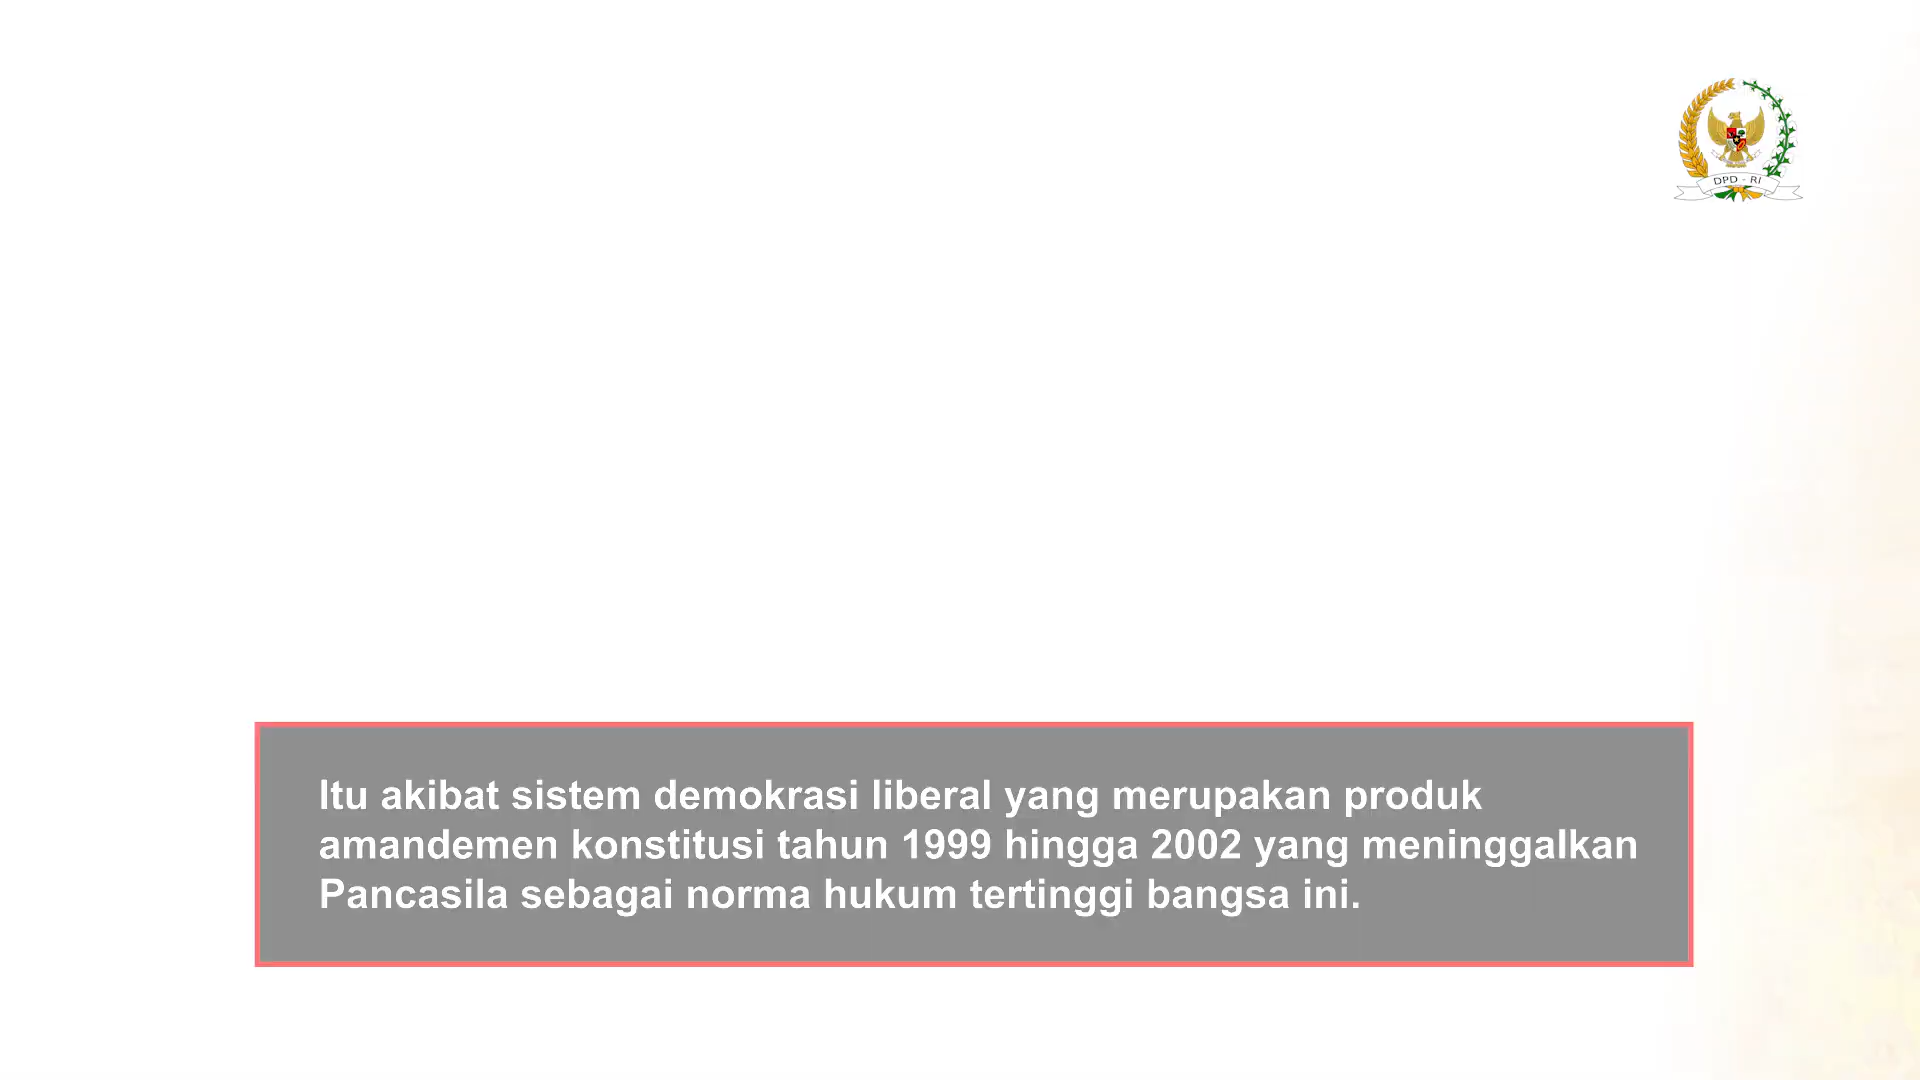 DPD - RI
Itu akibat sistem demokrasi liberal yang merupakan produk
amandemen konstitusi tahun 1999 hingga 2002 yang meninggalkan
Pancasila sebagai norma hukum tertinggi bangsa ini.